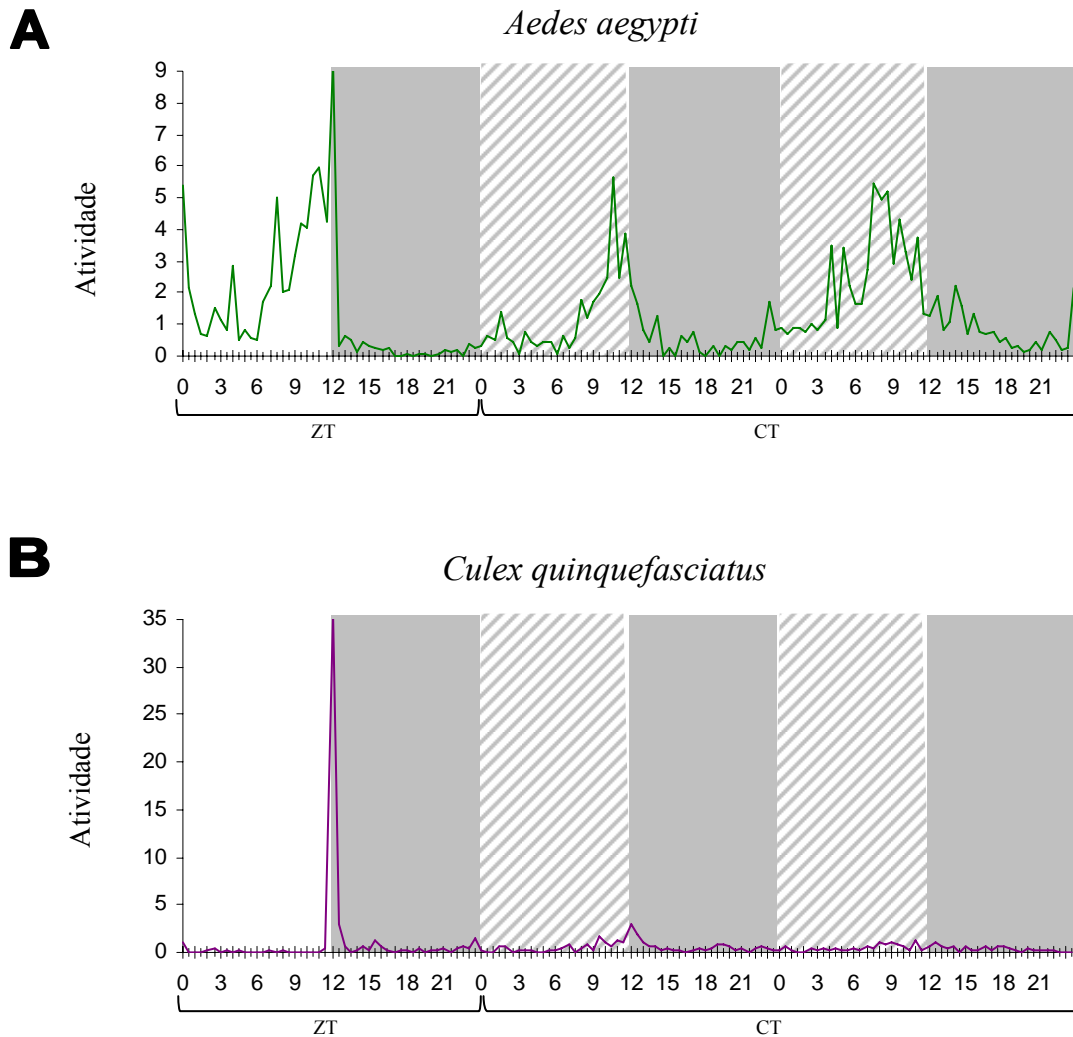 A
Aedes aegypti
9
8
7
6
5
4
3
2
1
0
Atividade
0 3 6 9 12 15 18 21 0 3 6 9 12 15 18 21 0 3 6 9 12 15 18 21
ZT CT
B
Culex quinquefasciatus
35
30
25
20
15
10
5
0
Atividade
0 3 6 9 12 15 18 21 0 3 6 9 12 15 18 21 0 3 6 9 12 15 18 21
ZT CT